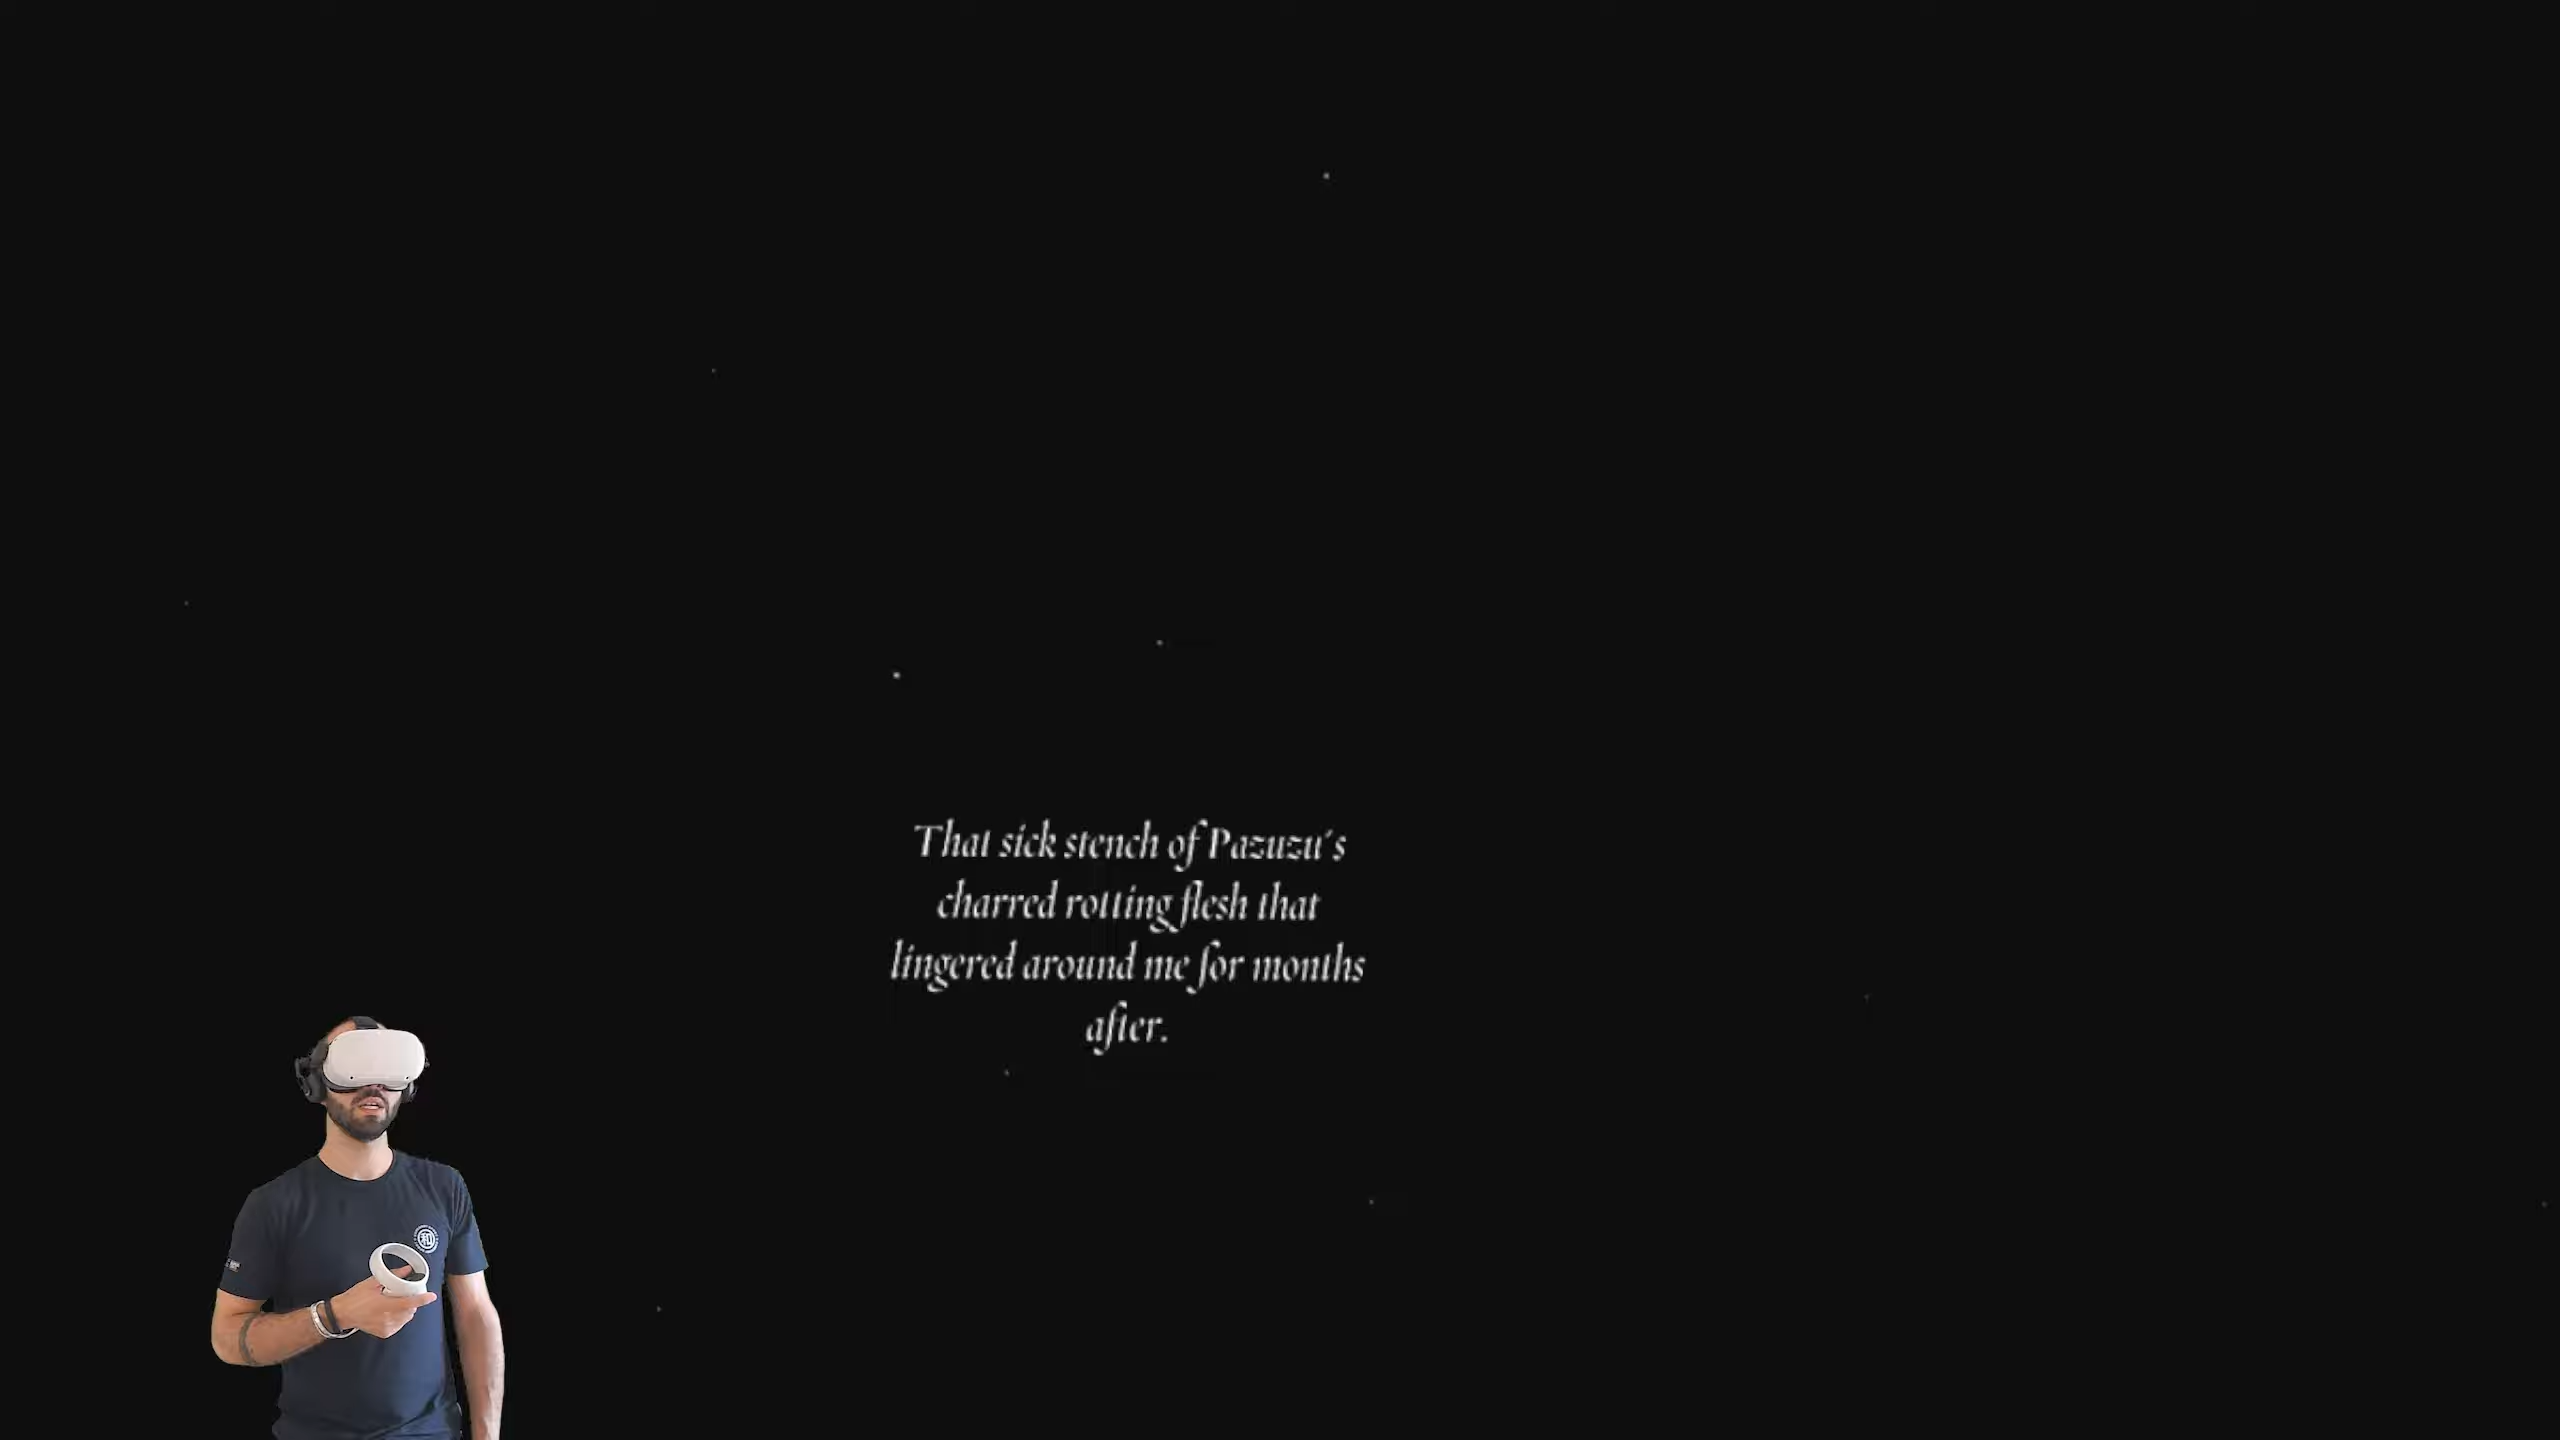 That sick stench of Pazuzu's
charred rotting flesh that
lingered around me for months
after.